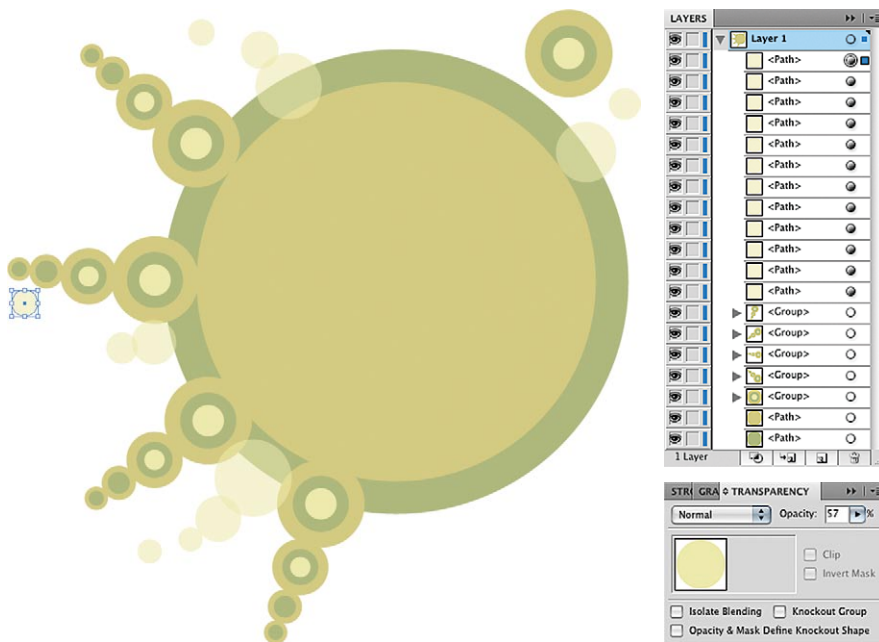 LAYERS
Layer 1
<Path>
<Path>
<Path>
<Path>
<Path>
<Path>
<Path>
<Path>
<Path>
<Path>
<Path>
<Path>
<Group>
<Group>
<Group>
<Group>
<Group>
<Path>
<Path>
1 Layer
STR GRA TRANSPARENCY
Normal Opacity: 57 %
Clip
Invert Mask
Isolate Blending Knockout Group
Opacity & Mask Define Knockout Shape